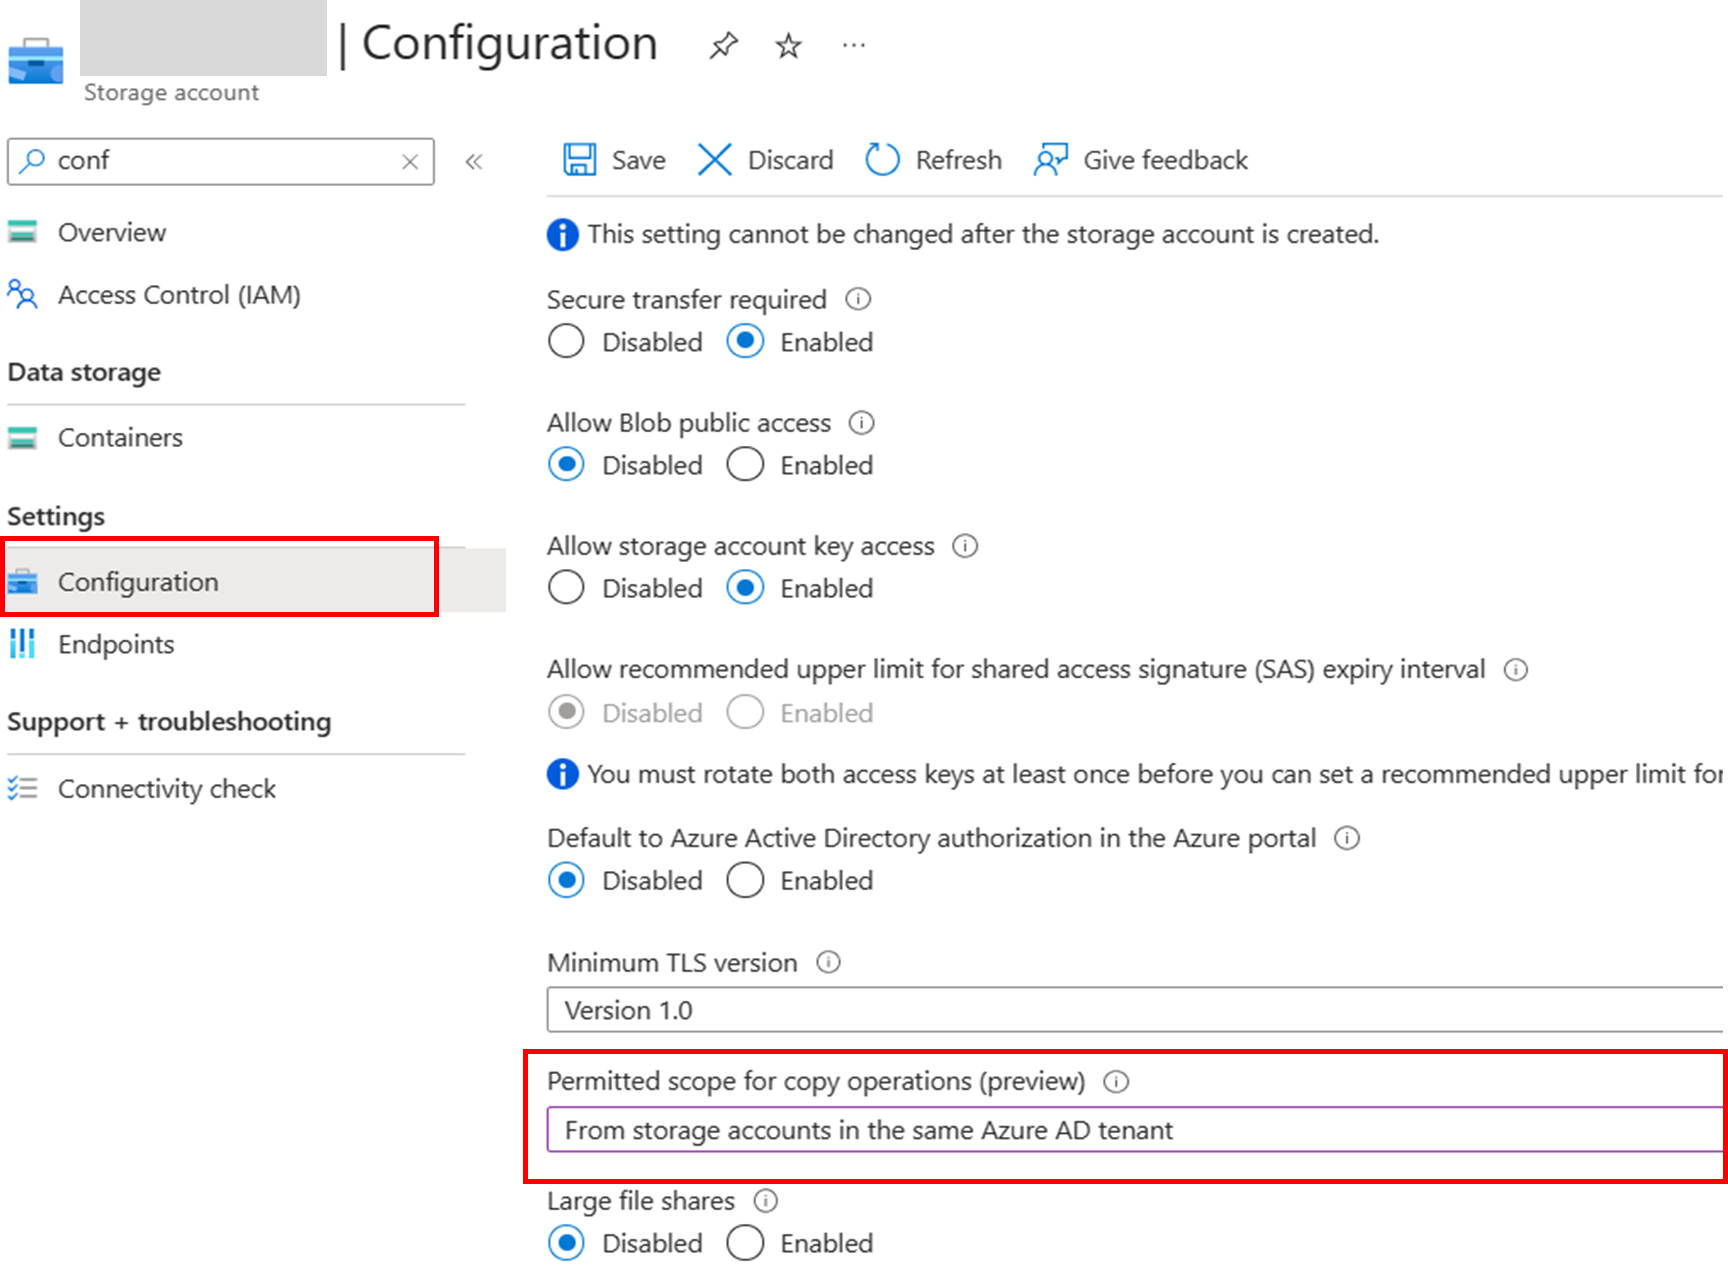 | Configuration
Storage account
conf
Overview
Access Control (IAM)
Data storage
Containers
Settings
Configuration
Endpoints
Support + troubleshooting
Connectivity check
Save Discard Refresh Give feedback
This setting cannot be changed after the storage account is created.
Secure transfer required
Disabled Enabled
Allow Blob public access
Disabled Enabled
Allow storage account key access
Disabled Enabled
Allow recommended upper limit for shared access signature (SAS) expiry interval
Disabled Enabled
You must rotate both access keys at least once before you can set a recommended upper limit for
Default to Azure Active Directory authorization in the Azure portal
Disabled Enabled
Minimum TLS version
Version 1.0
Permitted scope for copy operations (preview)
From storage accounts in the same Azure AD tenant
Large file shares
Disabled Enabled